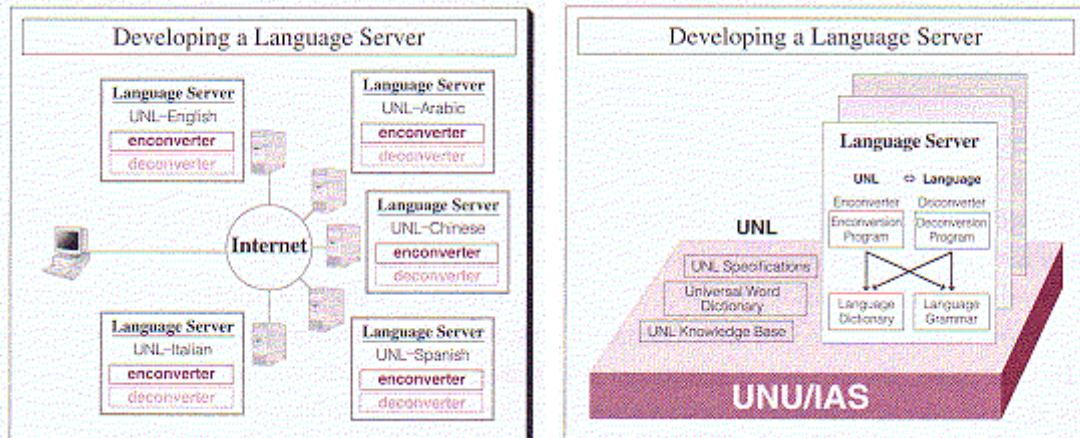 Developing a Language Server
Language Server
UNL-English
enconverter
deconverter
Language Server
UNL-Arabic
enconverter
deconverter
Internet
Language Server
UNL-Chinese
enconverter
deconverter
Language Server
UNL-Italian
enconverter
deconverter
Language Server
UNL-Spanish
enconverter
deconverter
Developing a Language Server
Language Server
UNL ⇔ Language
Enconverter Disconverter
Enconversion
Program
Deconversion
Program
Language
Dictionary
Language
Grammar
UNL
UNL Specifications
Universal Word
Dictionary
UNL Knowledge Base
UNU/IAS